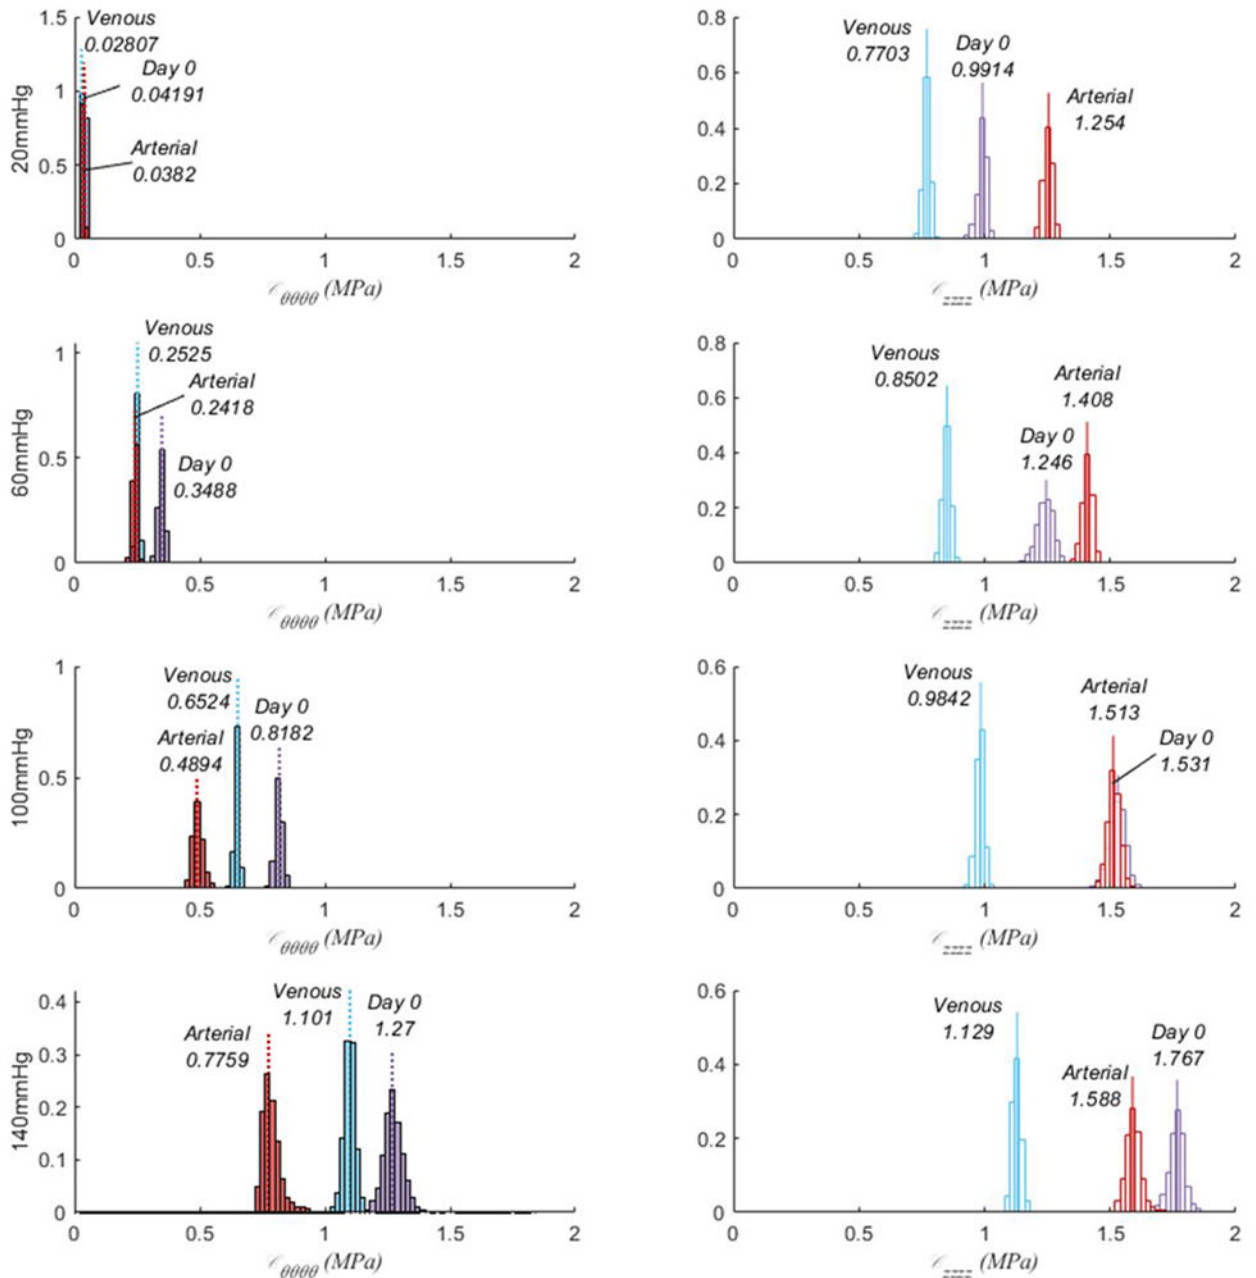 1.5
1
0.5
0
20mmHg
Venous
0.02807
Day 0
0.04191
Arterial
0.0382
0 0.5 1 1.5 2
𝒞θθθθ (MPa)
0.8
0.6
0.4
0.2
0
Venous
0.7703
Day 0
0.9914
Arterial
1.254
0 0.5 1 1.5 2
𝒞zzzz (MPa)
1
0.5
0
60mmHg
Venous
0.2525
Arterial
0.2418
Day 0
0.3488
0 0.5 1 1.5 2
𝒞θθθθ (MPa)
0.8
0.6
0.4
0.2
0
Venous
0.8502
Arterial
1.408
Day 0
1.246
0 0.5 1 1.5 2
𝒞zzzz (MPa)
1
0.5
0
100mmHg
Venous
0.6524
Day 0
0.8182
Arterial
0.4894
0 0.5 1 1.5 2
𝒞θθθθ (MPa)
0.6
0.4
0.2
0
Venous
0.9842
Arterial
1.513
Day 0
1.531
0 0.5 1 1.5 2
𝒞zzzz (MPa)
0.4
0.3
0.2
0.1
0
140mmHg
Venous
1.101
Day 0
1.27
Arterial
0.7759
0 0.5 1 1.5 2
𝒞θθθθ (MPa)
0.6
0.4
0.2
0
Venous
1.129
Day 0
1.767
Arterial
1.588
0 0.5 1 1.5 2
𝒞zzzz (MPa)